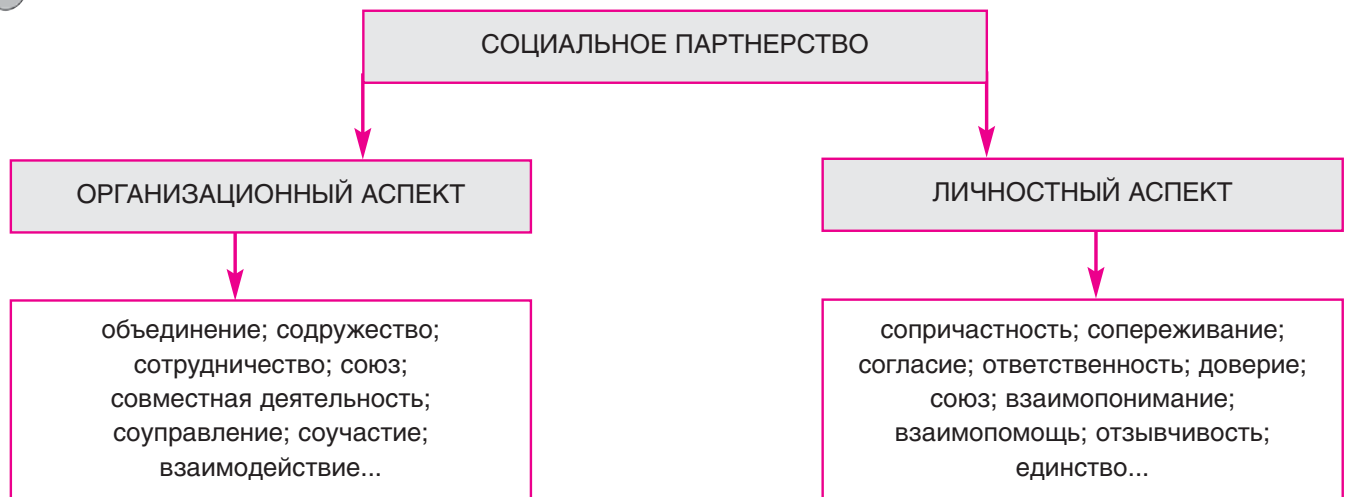 СОЦИАЛЬНОЕ ПАРТНЕРСТВО
ОРГАНИЗАЦИОННЫЙ АСПЕКТ
объединение; содружество;
сотрудничество; союз;
совместная деятельность;
соуправление; соучастие;
взаимодействие...
ЛИЧНОСТНЫЙ АСПЕКТ
сопричастность; сопереживание;
согласие; ответственность; доверие;
союз; взаимопонимание;
взаимопомощь; отзывчивость;
единство...